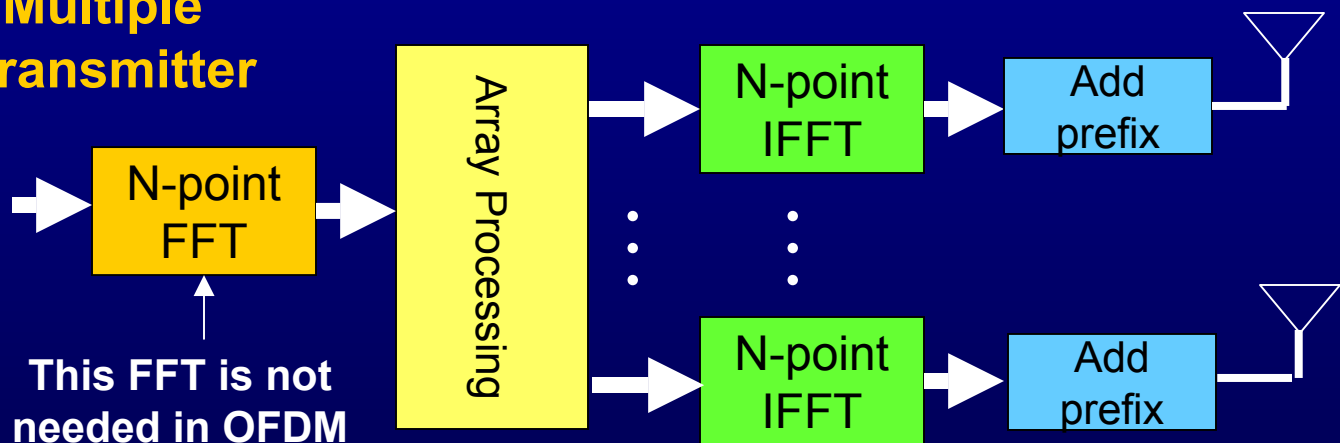 Multiple
N-point
FFT
This FFT is not
needed in OFDM
Array Processing
N-point
IFFT
Add
prefix
N-point
IFFT
Add
prefix